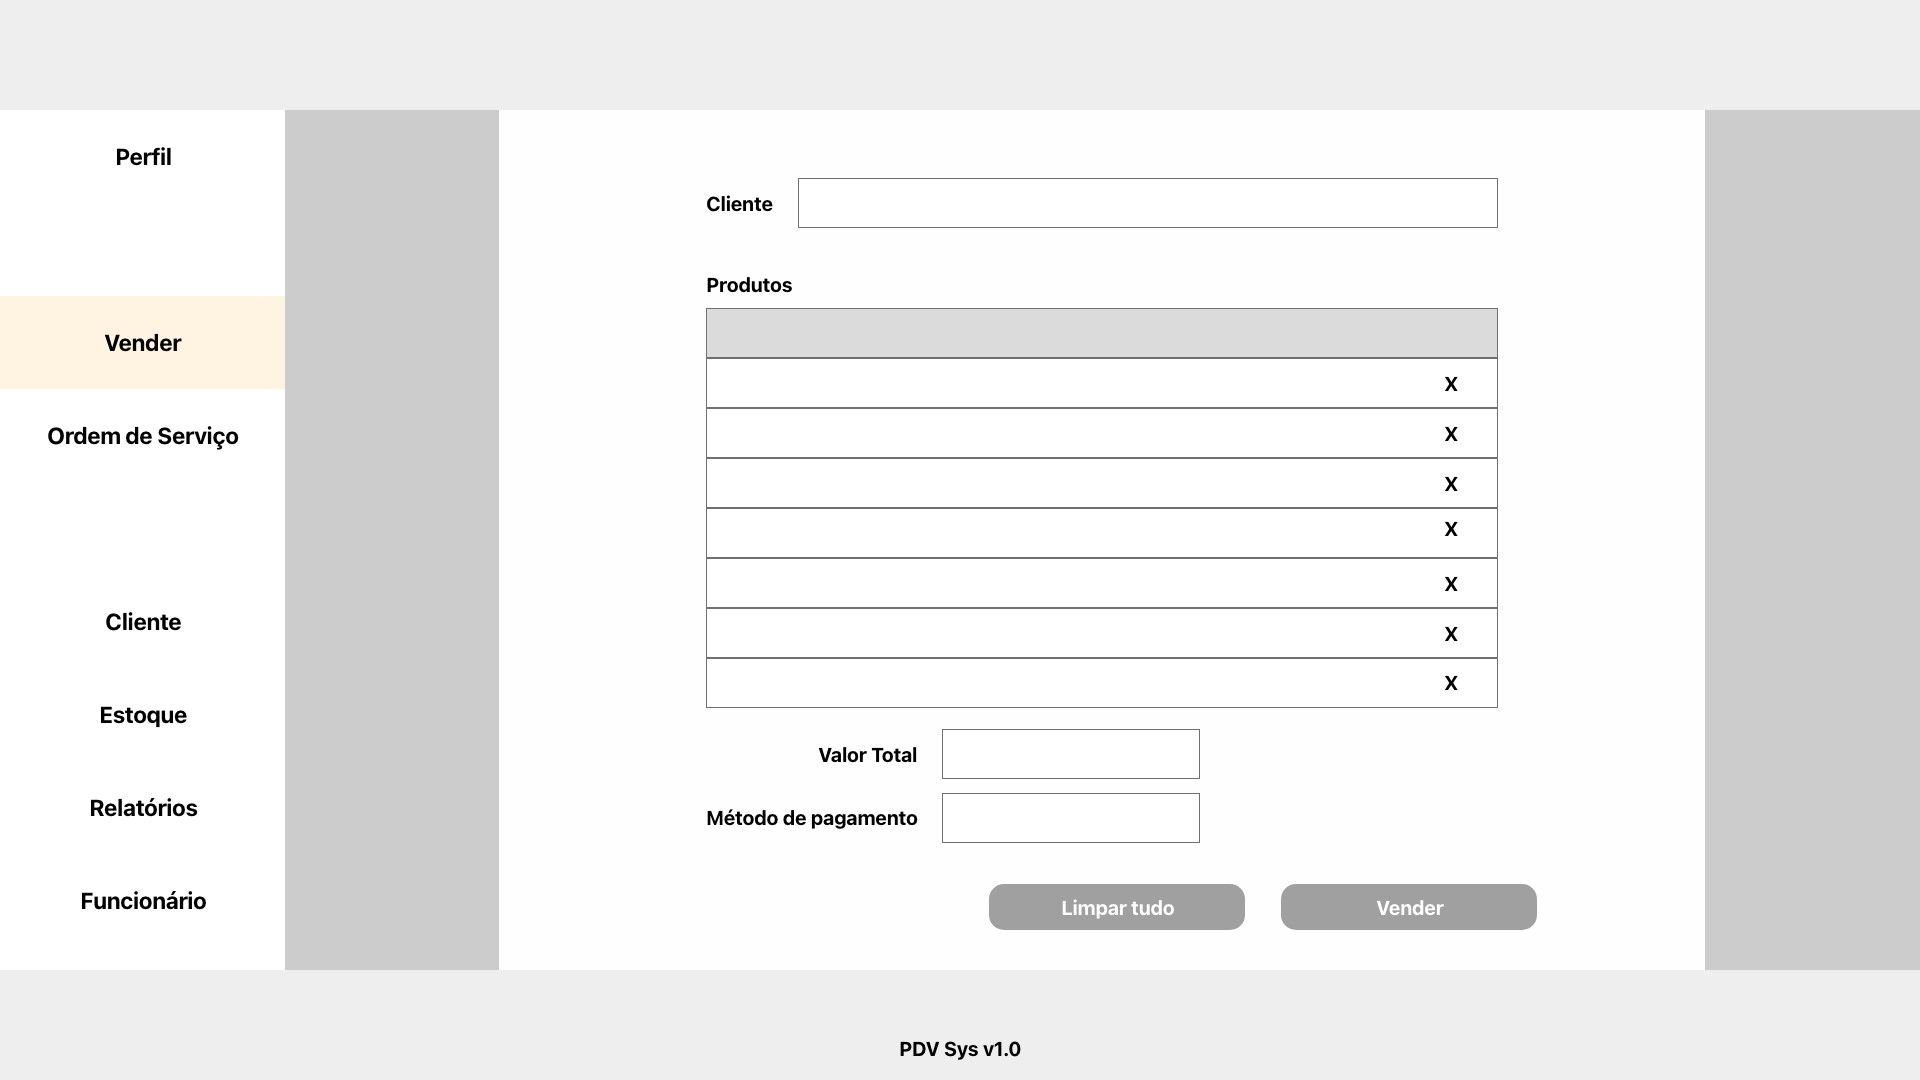 Perfil
Vender
Ordem de Serviço
Cliente
Estoque
Relatórios
Funcionário
Cliente
Produtos
X
X
X
X
X
X
X
Valor Total
Método de pagamento
Limpar tudo
Vender
PDV Sys v1.0